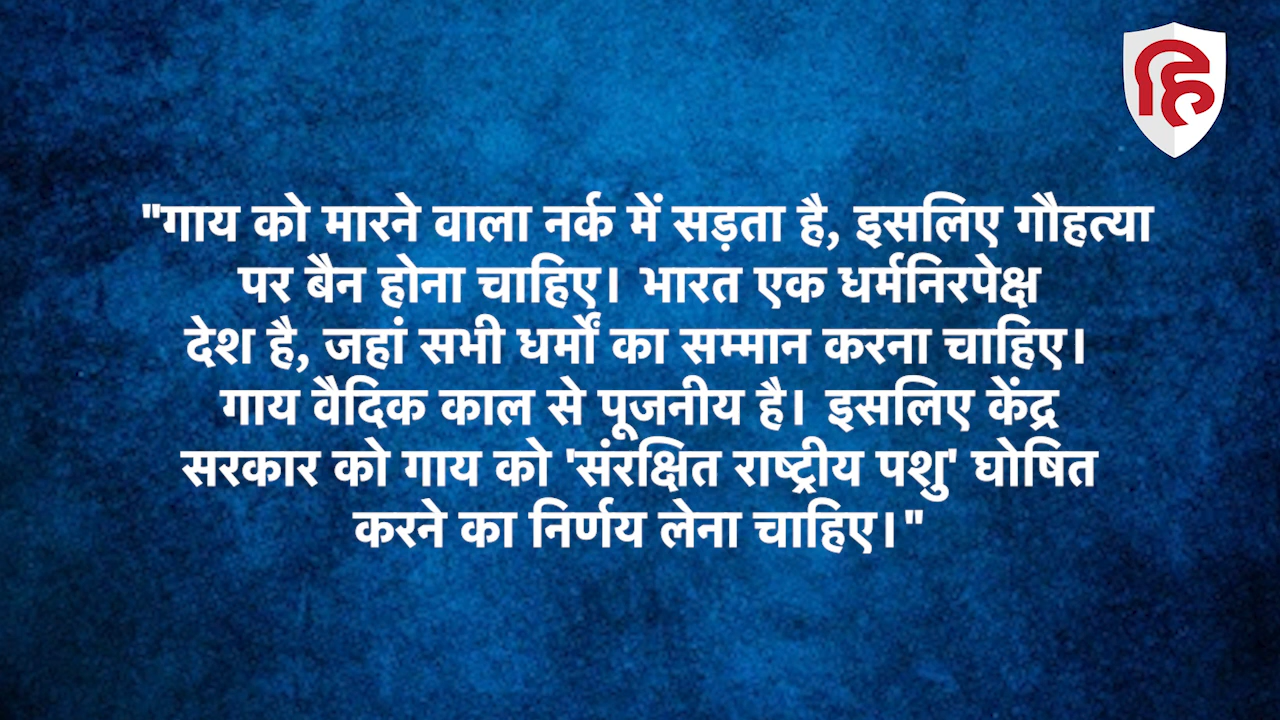 "गाय को मारने वाला नर्क में सड़ता है, इसलिए गौहत्या
पर बैन होना चाहिए। भारत एक धर्मनिरपेक्ष
देश है, जहां सभी धर्मों का सम्मान करना चाहिए।
गाय वैदिक काल से पूजनीय है। इसलिए केंद्र
सरकार को गाय को 'संरक्षित राष्ट्रीय पशु' घोषित
करने का निर्णय लेना चाहिए।"